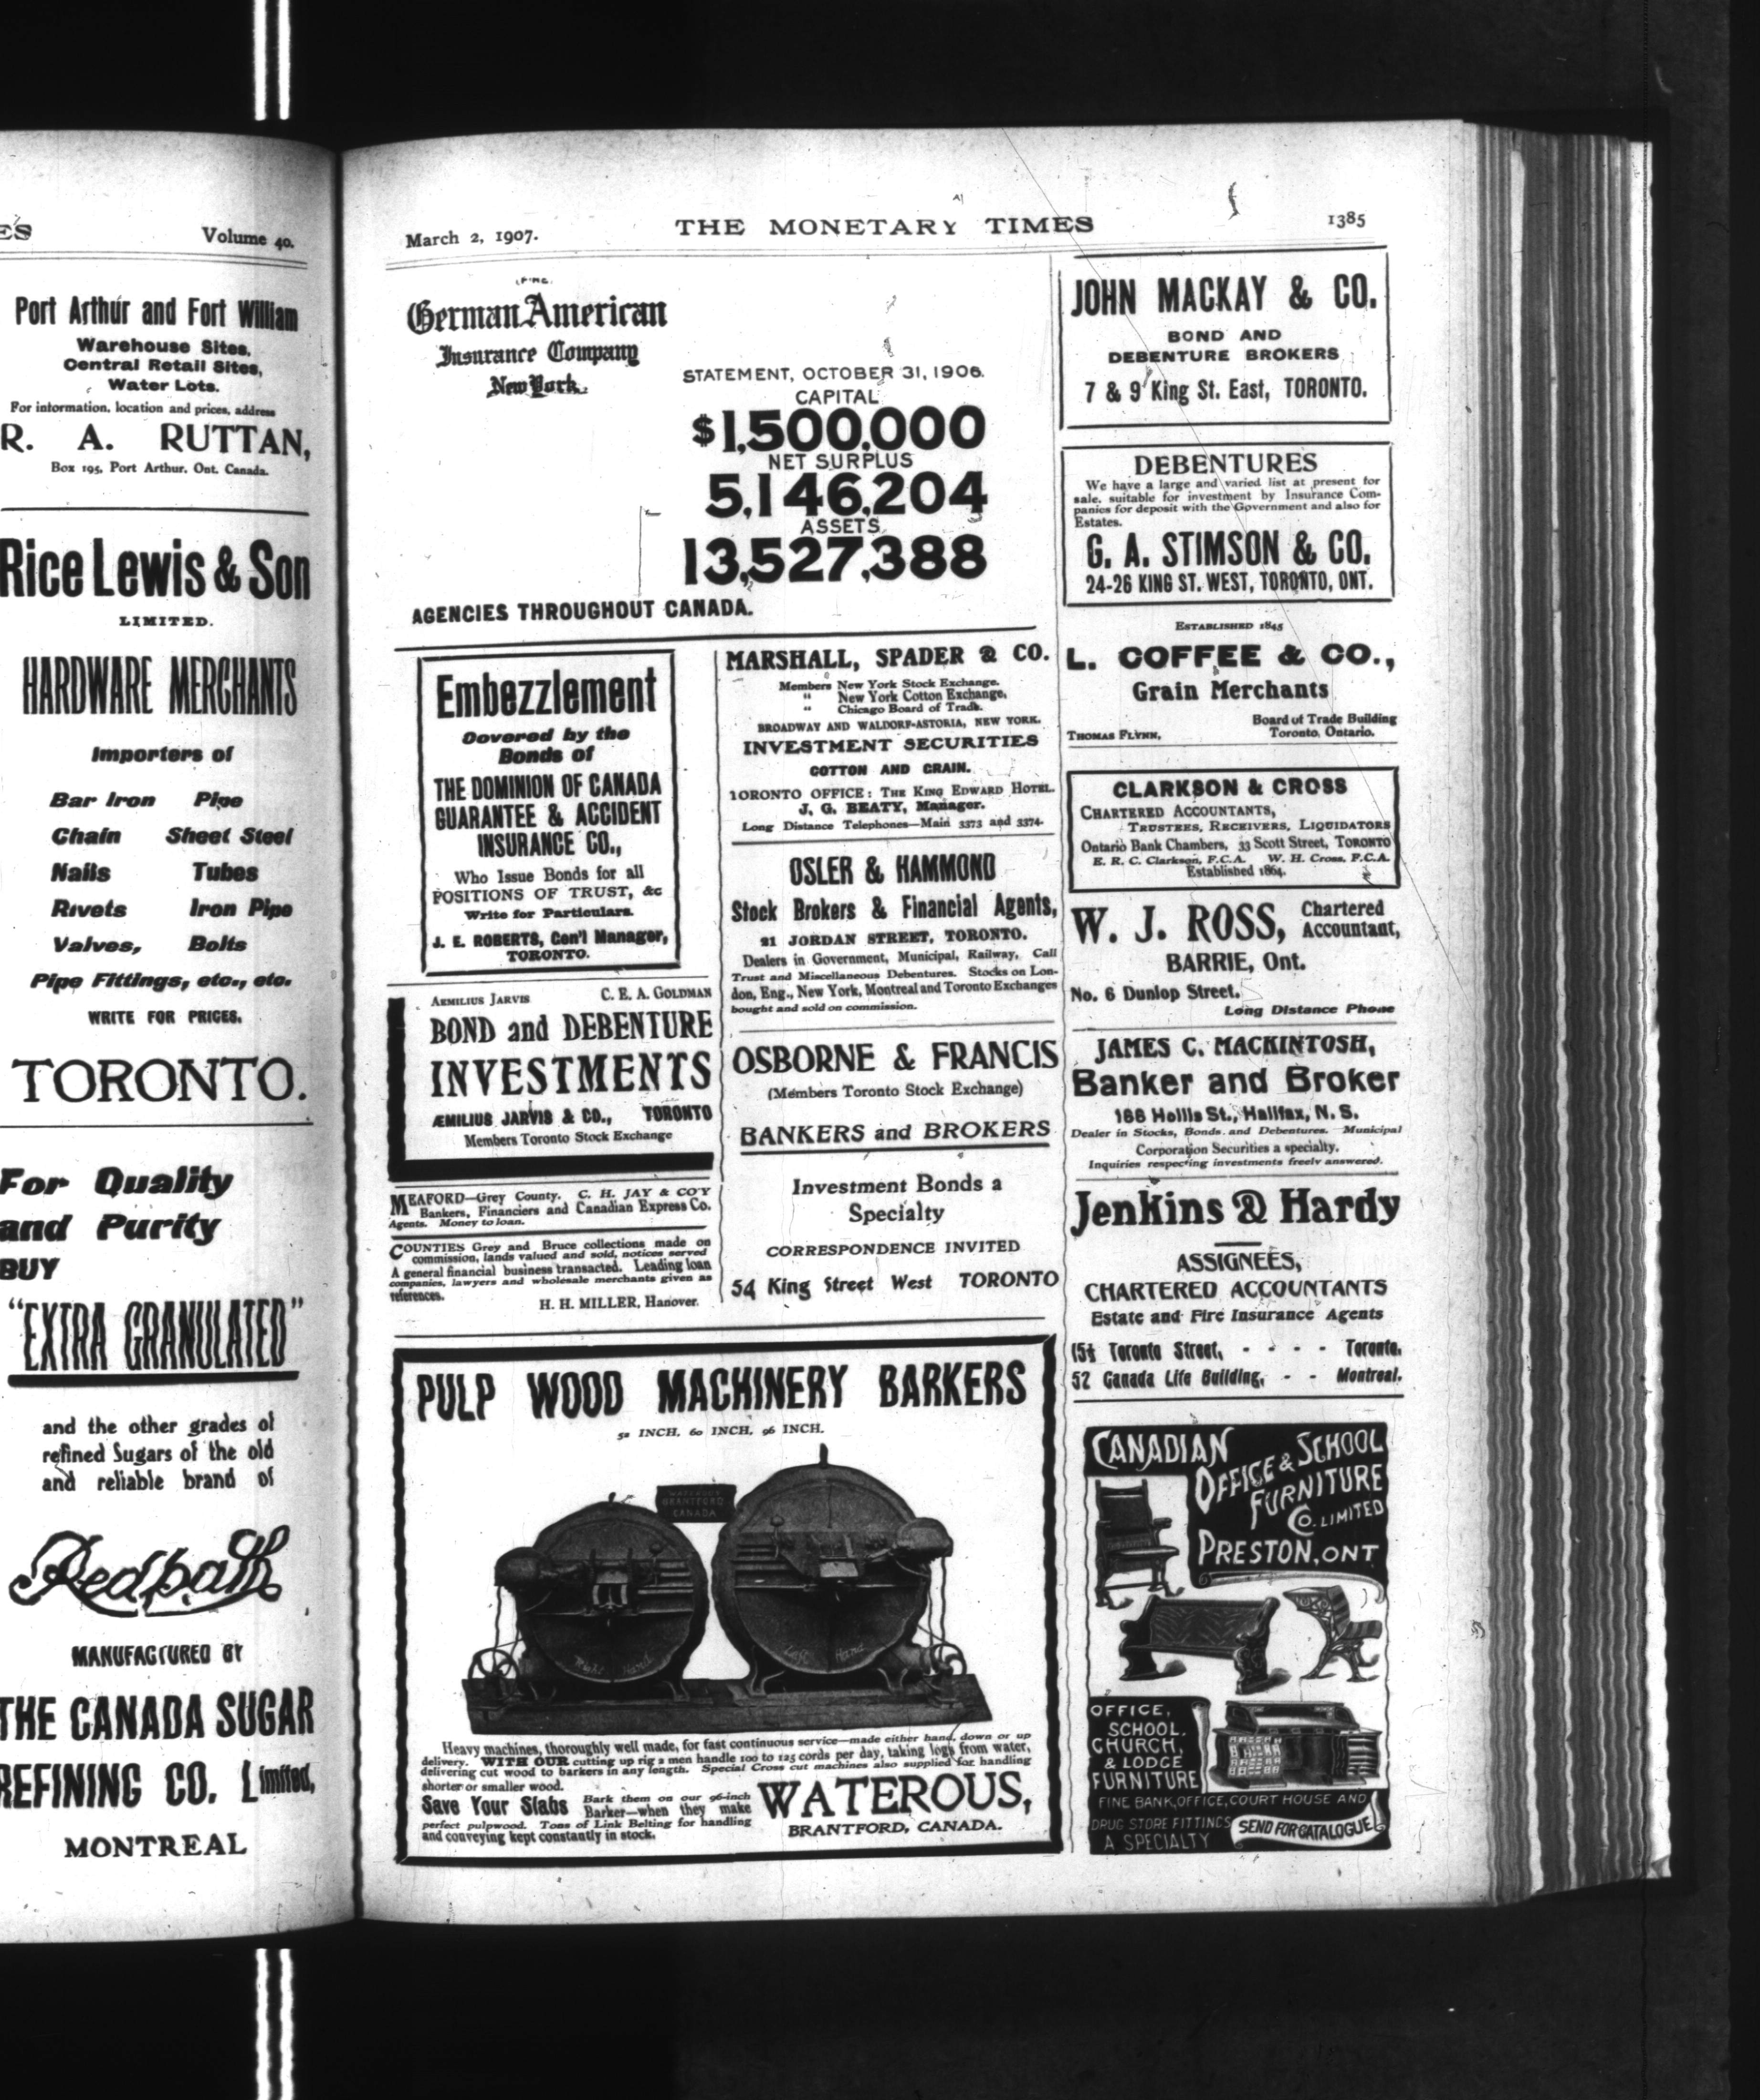 ES Volume 40.
Port Arthur and Fort William
Warehouse Sites,
Central Retail Sites,
Water Lots.
For information, location and prices, address
R. A. RUTTAN,
Box 195, Port Arthur, Ont. Canada.
Rice Lewis & Son
LIMITED.
HARDWARE MERCHANTS
Importers of
Bar Iron Pipe
Chain Sheet Steel
Nails Tubes
Rivets Iron Pipe
Valves, Bolts
Pipe Fittings, etc., etc.
WRITE FOR PRICES.
TORONTO.
For Quality
and Purity
BUY
"EXTRA GRANULATED"
and the other grades of
refined Sugars of the old
and reliable brand of
Redpath
MANUFACTURED BY
THE CANADA SUGAR
REFINING CO. Limited,
MONTREAL
March 2, 1907. THE MONETARY TIMES 1385
German American
Insurance Company
New York
STATEMENT, OCTOBER 31, 1906.
CAPITAL
$1,500,000
NET SURPLUS
5,146,204
ASSETS
13,527,388
AGENCIES THROUGHOUT CANADA.
Embezzlement
Covered by the
Bonds of
THE DOMINION OF CANADA
GUARANTEE & ACCIDENT
INSURANCE CO.,
Who Issue Bonds for all
POSITIONS OF TRUST, &c
Write for Particulars.
J. E. ROBERTS, Gen'l Manager,
TORONTO.
ÆMILIUS JARVIS C. E. A. GOLDMAN
BOND and DEBENTURE
INVESTMENTS
ÆMILIUS JARVIS & CO., TORONTO
Members Toronto Stock Exchange
MEAFORD—Grey County. C. H. JAY & CO'Y
Bankers, Financiers and Canadian Express Co.
Agents. Money to loan.
COUNTIES Grey and Bruce collections made on
commission, lands valued and sold, notices served
A general financial business transacted. Leading loan
companies, lawyers and wholesale merchants given as
references.
H. H. MILLER, Hanover.
MARSHALL, SPADER & CO.
Members New York Stock Exchange.
" New York Cotton Exchange,
" Chicago Board of Trade.
BROADWAY AND WALDORF-ASTORIA, NEW YORK.
INVESTMENT SECURITIES
COTTON AND GRAIN.
TORONTO OFFICE: THE KING EDWARD HOTEL.
J. G. BEATY, Manager.
Long Distance Telephones—Main 3373 and 3374.
OSLER & HAMMOND
Stock Brokers & Financial Agents,
21 JORDAN STREET, TORONTO.
Dealers in Government, Municipal, Railway, Call
Trust and Miscellaneous Debentures. Stocks on Lon-
don, Eng., New York, Montreal and Toronto Exchanges
bought and sold on commission.
OSBORNE & FRANCIS
(Members Toronto Stock Exchange)
BANKERS and BROKERS
Investment Bonds a
Specialty
CORRESPONDENCE INVITED
54 King Street West TORONTO
JOHN MACKAY & CO.
BOND AND
DEBENTURE BROKERS
7 & 9 King St. East, TORONTO.
DEBENTURES
We have a large and varied list at present for
sale, suitable for investment by Insurance Com-
panies for deposit with the Government and also for
Estates.
G. A. STIMSON & CO.
24-26 KING ST. WEST, TORONTO, ONT.
ESTABLISHED 1845
L. COFFEE & CO.,
Grain Merchants
Board of Trade Building
THOMAS FLYNN, Toronto, Ontario.
CLARKSON & CROSS
CHARTERED ACCOUNTANTS,
TRUSTEES, RECEIVERS, LIQUIDATORS
Ontario Bank Chambers, 33 Scott Street, TORONTO
E. R. C. Clarkson, F.C.A. W. H. Cross, F.C.A.
Established 1864.
W. J. ROSS, Chartered
Accountant,
BARRIE, Ont.
No. 6 Dunlop Street.
Long Distance Phone
JAMES C. MACKINTOSH,
Banker and Broker
166 Hollis St., Halifax, N. S.
Dealer in Stocks, Bonds and Debentures. Municipal
Corporation Securities a specialty.
Inquiries respecting investments freely answered.
Jenkins & Hardy
ASSIGNEES,
CHARTERED ACCOUNTANTS
Estate and Fire Insurance Agents
15½ Toronto Street, - - - - Toronto.
52 Canada Life Building, - - Montreal.
PULP WOOD MACHINERY BARKERS
52 INCH, 60 INCH, 96 INCH.
WATEROUS
BRANTFORD
CANADA
Right Hand
Left Hand
Heavy machines, thoroughly well made, for fast continuous service—made either hand, down or up
delivery. WITH OUR cutting up rig 2 men handle 100 to 125 cords per day, taking logs from water,
delivering cut wood to barkers in any length. Special Cross cut machines also supplied for handling
shorter or smaller wood.
Save Your Slabs Bark them on our 96-inch
Barker—when they make
perfect pulpwood. Tons of Link Belting for handling
and conveying kept constantly in stock.
WATEROUS,
BRANTFORD, CANADA.
CANADIAN
OFFICE & SCHOOL
FURNITURE
CO. LIMITED
PRESTON, ONT
OFFICE,
SCHOOL,
CHURCH,
& LODGE
FURNITURE
FINE BANK, OFFICE, COURT HOUSE AND
DRUG STORE FITTINGS
A SPECIALTY
SEND FOR CATALOGUE